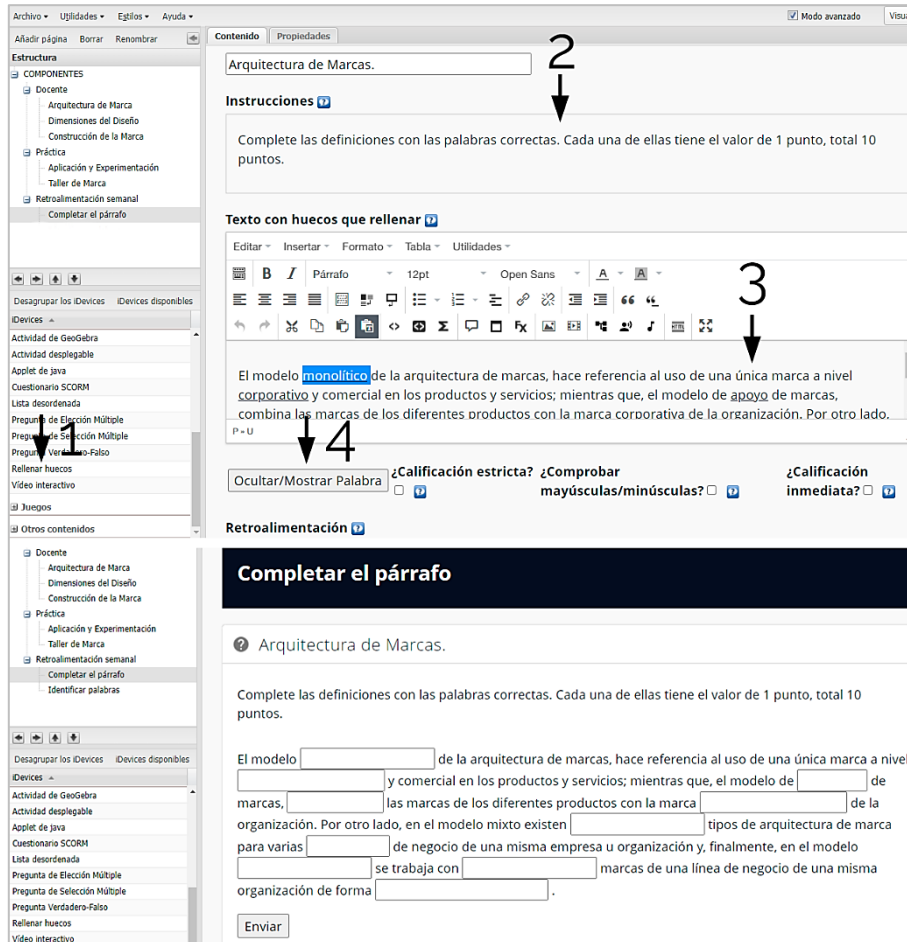 Archivo Utilidades Estilos Ayuda Modo avanzado Visua
Añadir página Borrar Renombrar
Contenido Propiedades
Estructura
COMPONENTES
Docente
Arquitectura de Marca
Dimensiones del Diseño
Construcción de la Marca
Práctica
Aplicación y Experimentación
Taller de Marca
Retroalimentación semanal
Completar el párrafo
Desagrupar los iDevices iDevices disponibles
iDevices
Actividad de GeoGebra
Actividad desplegable
Applet de java
Cuestionario SCORM
Lista desordenada
Pregunta de Elección Múltiple
Pregunta de Selección Múltiple
Pregunta Verdadero-Falso
Rellenar huecos
Vídeo interactivo
Juegos
Otros contenidos
1
Arquitectura de Marcas.
2
Instrucciones
Complete las definiciones con las palabras correctas. Cada una de ellas tiene el valor de 1 punto, total 10
puntos.
Texto con huecos que rellenar
Editar Insertar Formato Tabla Utilidades
B I Párrafo 12pt Open Sans A A
3
El modelo monolítico de la arquitectura de marcas, hace referencia al uso de una única marca a nivel
corporativo y comercial en los productos y servicios; mientras que, el modelo de apoyo de marcas,
combina las marcas de los diferentes productos con la marca corporativa de la organización. Por otro lado,
P » U
4
Ocultar/Mostrar Palabra ¿Calificación estricta? ¿Comprobar mayúsculas/minúsculas? ¿Calificación inmediata?
Retroalimentación
Docente
Arquitectura de Marca
Dimensiones del Diseño
Construcción de la Marca
Práctica
Aplicación y Experimentación
Taller de Marca
Retroalimentación semanal
Completar el párrafo
Identificar palabras
Desagrupar los iDevices iDevices disponibles
iDevices
Actividad de GeoGebra
Actividad desplegable
Applet de java
Cuestionario SCORM
Lista desordenada
Pregunta de Elección Múltiple
Pregunta de Selección Múltiple
Pregunta Verdadero-Falso
Rellenar huecos
Vídeo interactivo
Completar el párrafo
Arquitectura de Marcas.
Complete las definiciones con las palabras correctas. Cada una de ellas tiene el valor de 1 punto, total 10
puntos.
El modelo de la arquitectura de marcas, hace referencia al uso de una única marca a nivel
y comercial en los productos y servicios; mientras que, el modelo de de
marcas, las marcas de los diferentes productos con la marca de la
organización. Por otro lado, en el modelo mixto existen tipos de arquitectura de marca
para varias de negocio de una misma empresa u organización y, finalmente, en el modelo
se trabaja con marcas de una línea de negocio de una misma
organización de forma .
Enviar